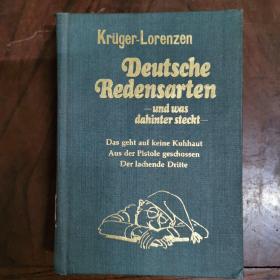 Krüger-Lorenzen
Deutsche
Redensarten
—und was
dahinter steckt—
Das geht auf keine Kuhhaut
Aus der Pistole geschossen
Der lachende Dritte